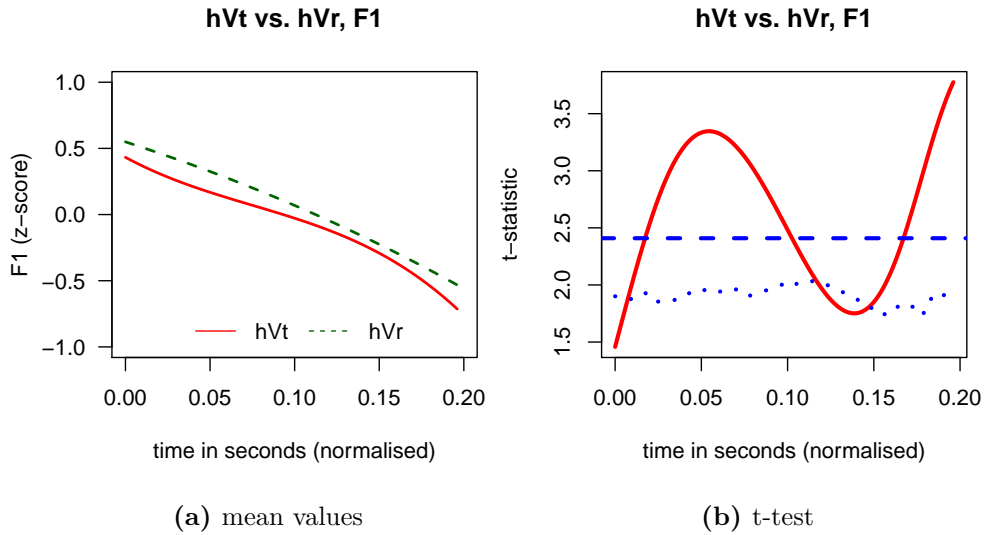 hVt vs. hVr, F1
F1 (z−score)
1.0
0.5
0.0
−0.5
−1.0
hVt
hVr
0.00 0.05 0.10 0.15 0.20
time in seconds (normalised)
(a) mean values
hVt vs. hVr, F1
t−statistic
3.5
3.0
2.5
2.0
1.5
0.00 0.05 0.10 0.15 0.20
time in seconds (normalised)
(b) t-test